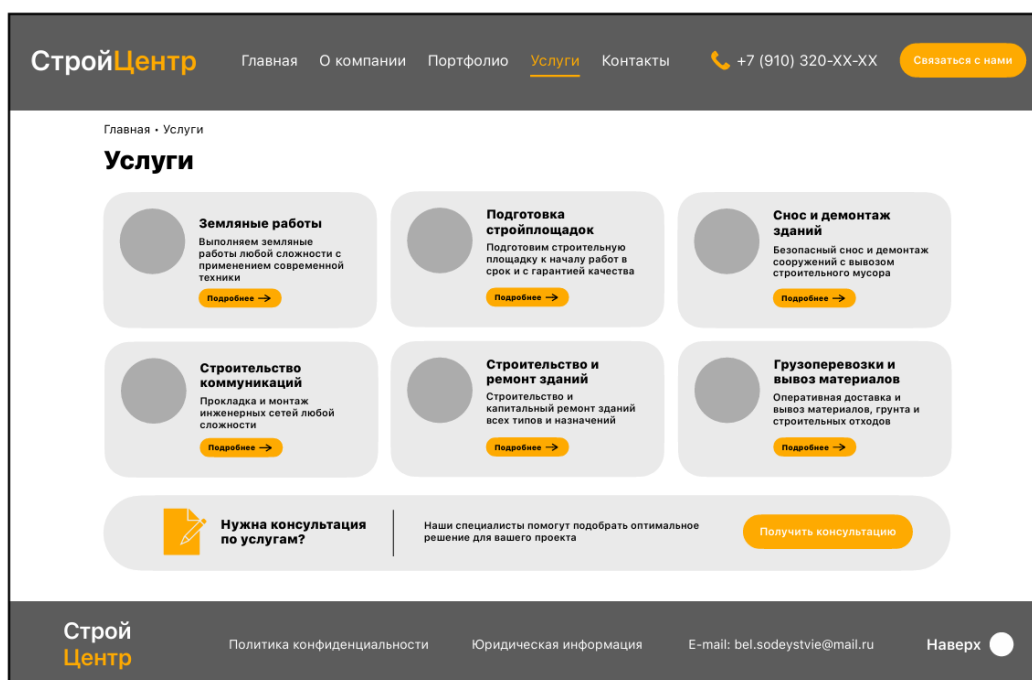 СтройЦентр Главная О компании Портфолио Услуги Контакты +7 (910) 320-XX-XX Связаться с нами
Главная • Услуги
Услуги
Земляные работы
Выполняем земляные
работы любой сложности с
применением современной
техники
Подробнее →
Подготовка
стройплощадок
Подготовим строительную
площадку к началу работ в
срок и с гарантией качества
Подробнее →
Снос и демонтаж
зданий
Безопасный снос и демонтаж
сооружений с вывозом
строительного мусора
Подробнее →
Строительство
коммуникаций
Прокладка и монтаж
инженерных сетей любой
сложности
Подробнее →
Строительство и
ремонт зданий
Строительство и
капитальный ремонт зданий
всех типов и назначений
Подробнее →
Грузоперевозки и
вывоз материалов
Оперативная доставка и
вывоз материалов, грунта и
строительных отходов
Подробнее →
Нужна консультация
по услугам?
Наши специалисты помогут подобрать оптимальное
решение для вашего проекта
Получить консультацию
Строй
Центр
Политика конфиденциальности Юридическая информация E-mail: bel.sodeystvie@mail.ru Наверх